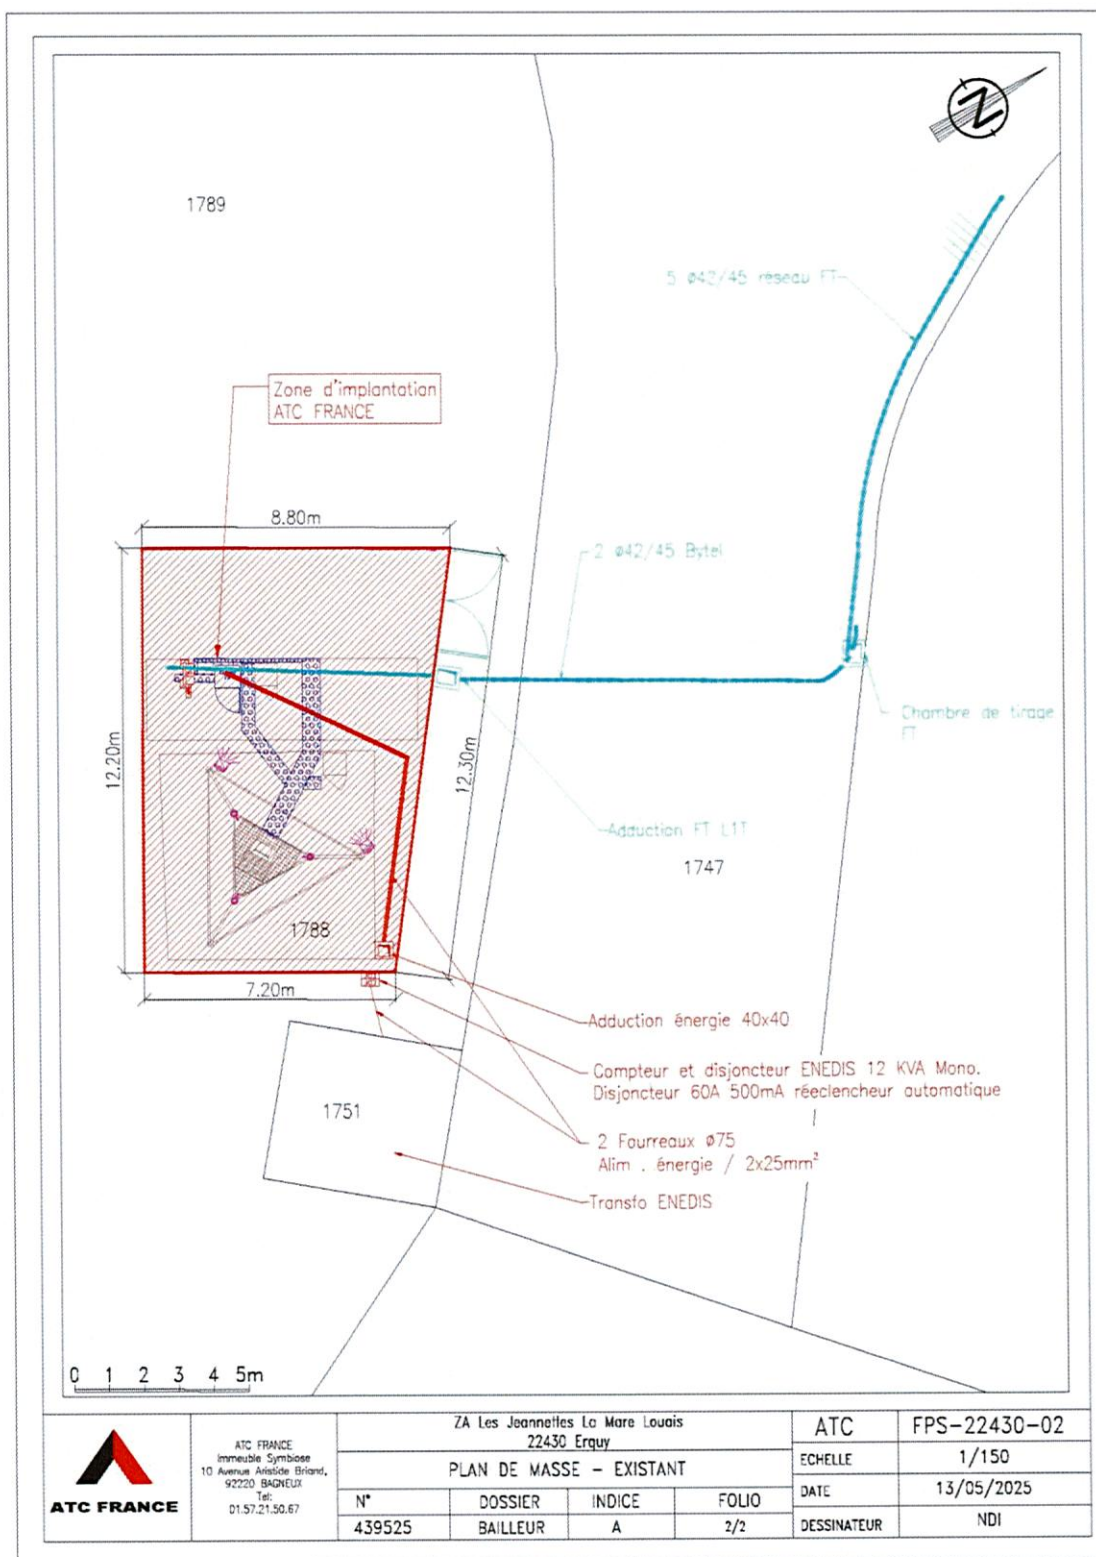 N
1789
5 ø42/45 réseau FT
Zone d'implantation
ATC FRANCE
8.80m
2 ø42/45 Bytel
12.20m
12.30m
Chambre de tirage
FT
Adduction FT L1T
1747
1788
7.20m
Adduction énergie 40x40
Compteur et disjoncteur ENEDIS 12 KVA Mono.
Disjoncteur 60A 500mA réeclencheur automatique
1751
2 Fourreaux ø75
Alim . énergie / 2x25mm²
Transfo ENEDIS
0 1 2 3 4 5m
ATC FRANCE
ATC FRANCE
Immeuble Symbiose
10 Avenue Aristide Briand,
92220 BAGNEUX
Tel:
01.57.21.50.67
ZA Les Jeannettes La Mare Louais
22430 Erquy
PLAN DE MASSE - EXISTANT
N° DOSSIER INDICE FOLIO
439525 BAILLEUR A 2/2
ATC FPS-22430-02
ECHELLE 1/150
DATE 13/05/2025
DESSINATEUR NDI